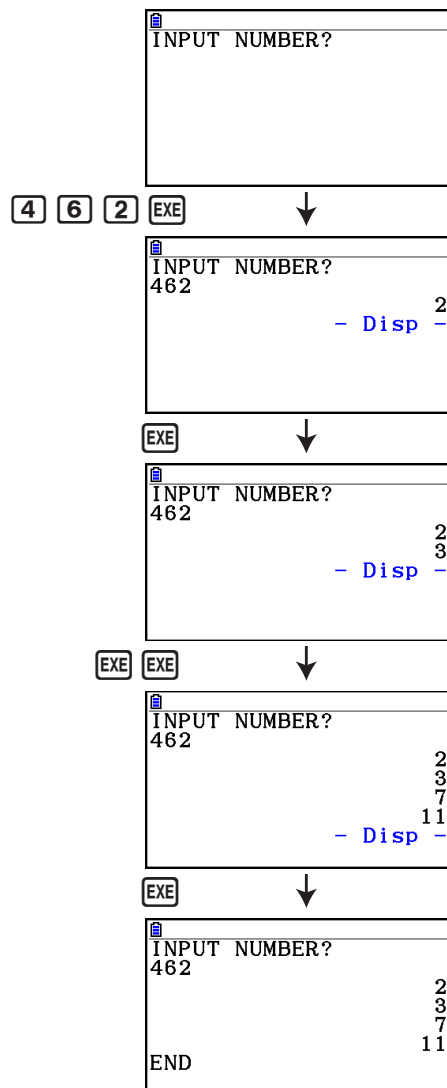 INPUT NUMBER?
4 6 2 EXE
INPUT NUMBER?
462
2
- Disp -
EXE
INPUT NUMBER?
462
2
3
- Disp -
EXE EXE
INPUT NUMBER?
462
2
3
7
11
- Disp -
EXE
INPUT NUMBER?
462
2
3
7
11
END